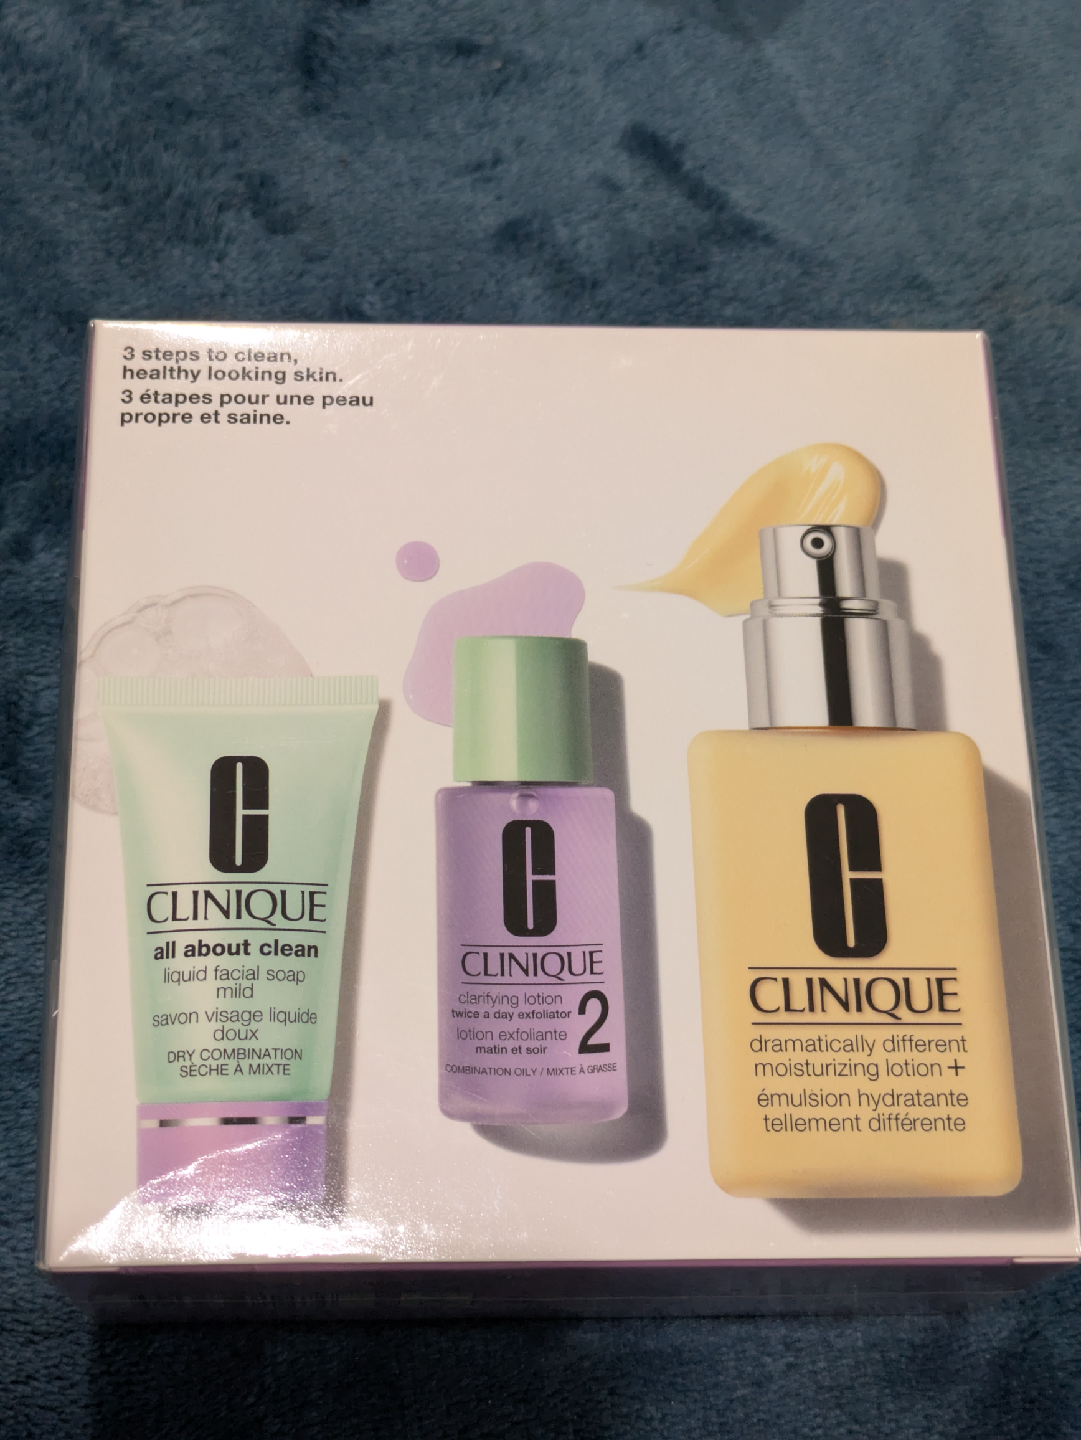 3 steps to clean,
healthy looking skin.
3 étapes pour une peau
propre et saine.
CLINIQUE
all about clean
liquid facial soap
mild
savon visage liquide
doux
DRY COMBINATION
SÈCHE À MIXTE
CLINIQUE
clarifying lotion
twice a day exfoliator
2
lotion exfoliante
matin et soir
COMBINATION OILY / MIXTE À GRASSE
CLINIQUE
dramatically different
moisturizing lotion+
émulsion hydratante
tellement différente